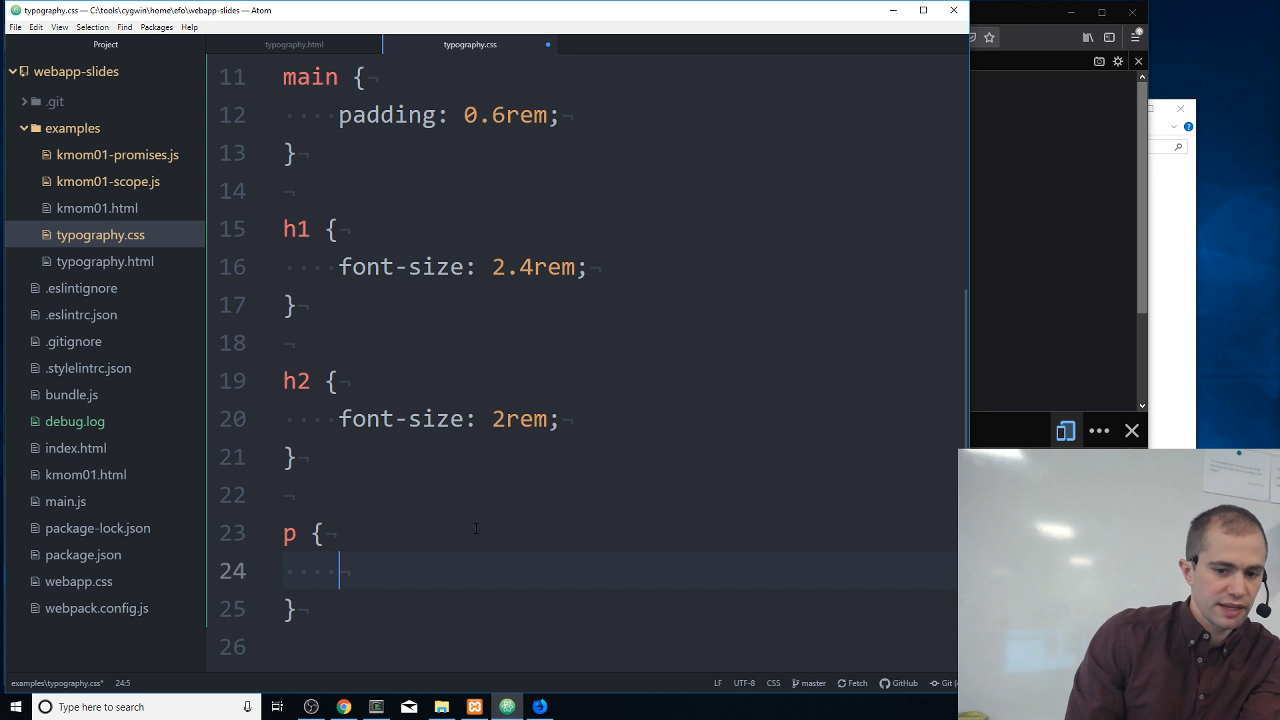 typography.css — C:\tools\cygwin\home\efo\webapp-slides — Atom
File Edit View Selection Find Packages Help
Project
typography.html
typography.css
webapp-slides
.git
examples
kmom01-promises.js
kmom01-scope.js
kmom01.html
typography.css
typography.html
.eslintignore
.eslintrc.json
.gitignore
.stylelintrc.json
bundle.js
debug.log
index.html
kmom01.html
main.js
package-lock.json
package.json
webapp.css
webpack.config.js
11 main {¬
12 ····padding: 0.6rem;¬
13 }¬
14 ¬
15 h1 {¬
16 ····font-size: 2.4rem;¬
17 }¬
18 ¬
19 h2 {¬
20 ····font-size: 2rem;¬
21 }¬
22 ¬
23 p {¬
24 ····¬
25 }¬
26
examples\typography.css* 24:5
LF UTF-8 CSS master Fetch GitHub Git (
Type here to search